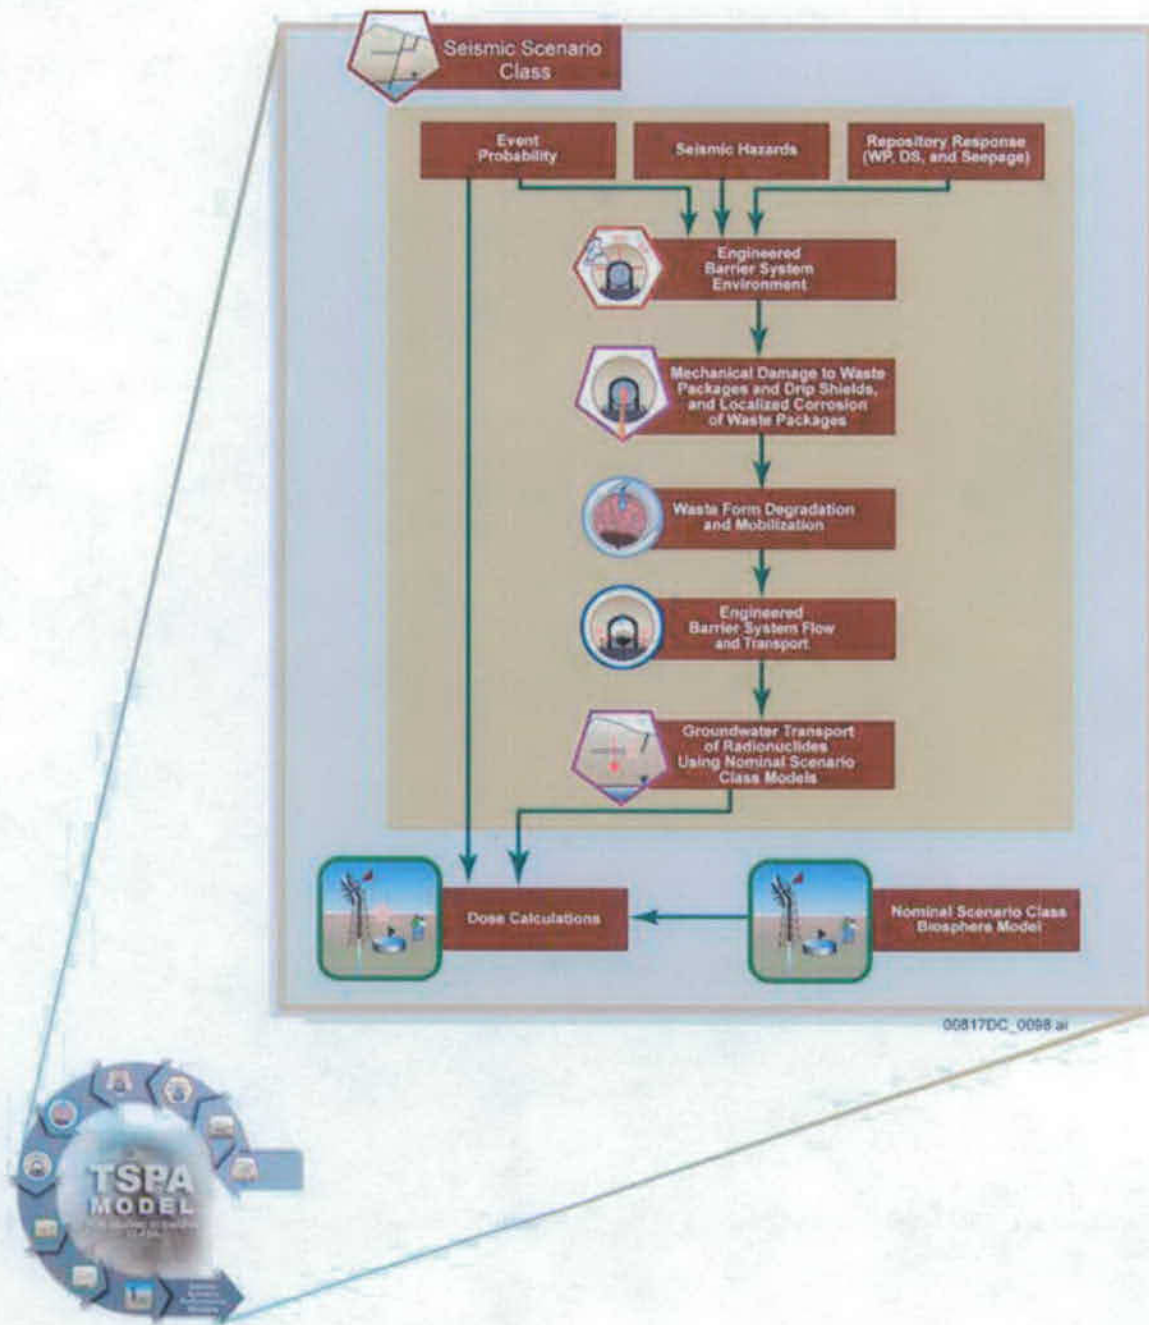 Seismic Scenario
Class
Event
Probability
Seismic Hazards
Repository Response
(WP, DS, and Seepage)
Engineered
Barrier System
Environment
Mechanical Damage to Waste
Packages and Drip Shields,
and Localized Corrosion
of Waste Packages
Waste Form Degradation
and Mobilization
Engineered
Barrier System Flow
and Transport
Groundwater Transport
of Radionuclides
Using Nominal Scenario
Class Models
Dose Calculations
Nominal Scenario Class
Biosphere Model
00817DC_0098.ai
TSPA
MODEL